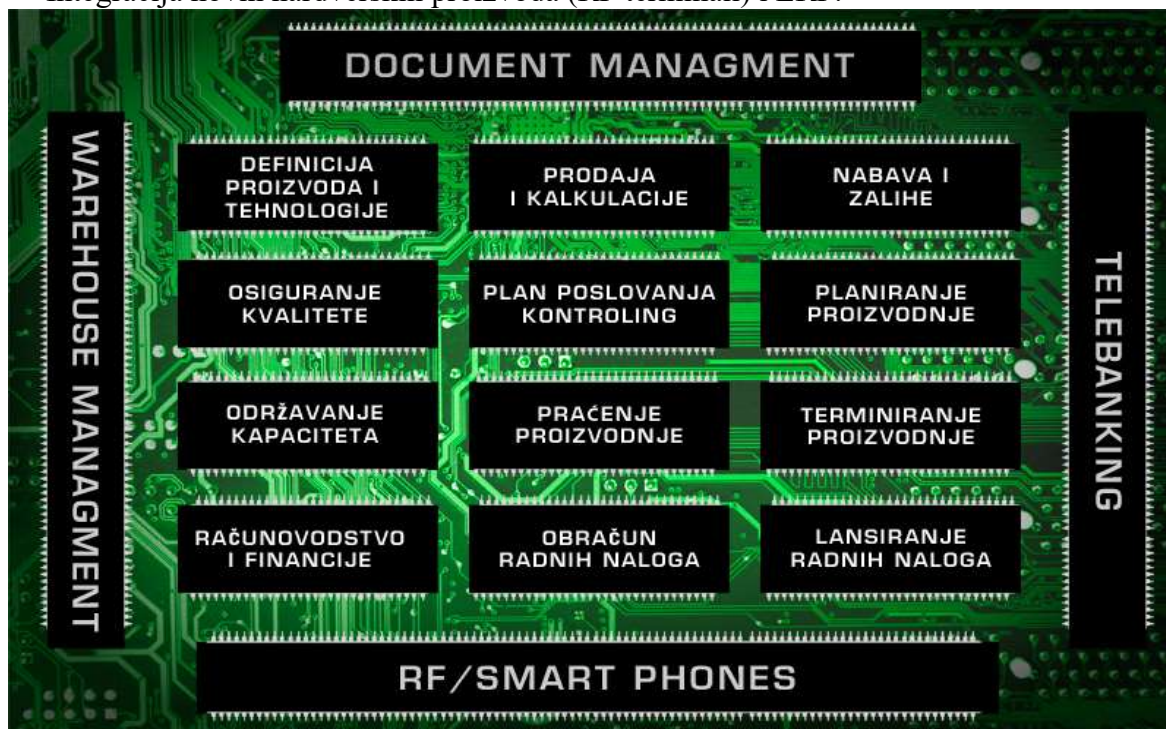 DOCUMENT MANAGMENT
WAREHOUSE MANAGMENT
DEFINICIJA
PROIZVODA I
TEHNOLOGIJE
PRODAJA
I KALKULACIJE
NABAVA I
ZALIHE
OSIGURANJE
KVALITETE
PLAN POSLOVANJA
KONTROLING
PLANIRANJE
PROIZVODNJE
ODRŽAVANJE
KAPACITETA
PRAĆENJE
PROIZVODNJE
TERMINIRANJE
PROIZVODNJE
RAČUNOVODSTVO
I FINANCIJE
OBRAČUN
RADNIH NALOGA
LANSIRANJE
RADNIH NALOGA
TELEBANKING
RF/SMART PHONES